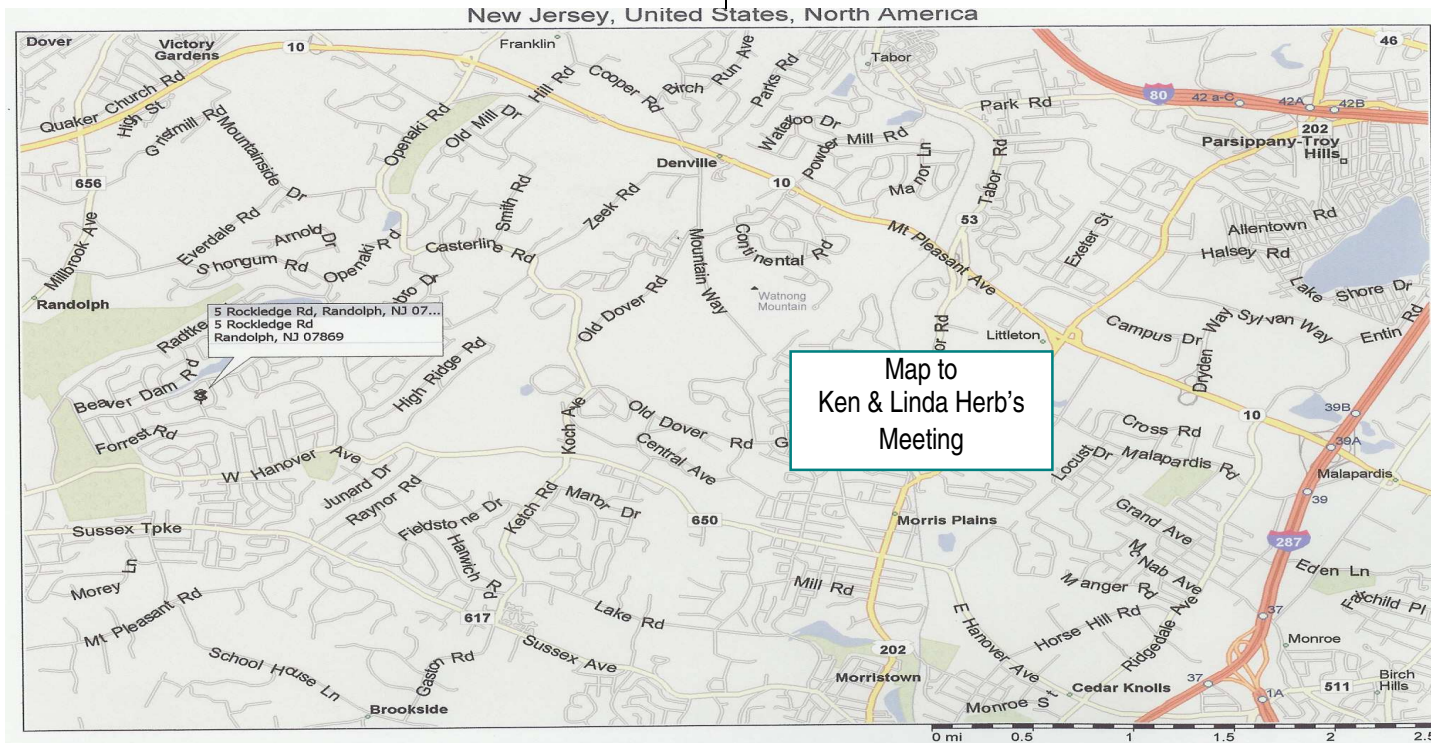 New Jersey, United States, North America
Dover
Victory
Gardens
10
Franklin
Tabor
46
Quaker Church Rd
High St
Gristmill Rd
Mountainside Dr
Openaki Rd
Old Mill Dr
Hill Rd
Cooper Rd
Birch Run Ave
Parks Rd
Waterloo Dr
Powder Mill Rd
Manor Ln
Park Rd
Tabor Rd
80
42 a-C
42A
42B
202
Parsippany-Troy
Hills
656
Millbrook Ave
Denville
10
Everdale Rd
Arnold Dr
Shongum Rd
Openaki Rd
Casterline Rd
Smith Rd
Zeek Rd
Mountain Way
Continental Rd
53
Mt Pleasant Ave
Exeter St
Allentown Rd
Halsey Rd
Lake Shore Dr
Randolph
Radtke
bro Dr
Old Dover Rd
Watnong
Mountain
or Rd
Littleton
Campus Dr
Dryden Way
Sylvan Way
Entin Rd
5 Rockledge Rd, Randolph, NJ 07...
5 Rockledge Rd
Randolph, NJ 07869
Map to
Ken & Linda Herb's
Meeting
Beaver Dam Rd
High Ridge Rd
Forrest Rd
W Hanover Ave
Koch Ave
Old Dover Rd
G
Central Ave
Cross Rd
Locust Dr
Malapardis Rd
10
39B
39A
Malapardis
39
Junard Dr
Raynor Rd
Fieldstone Dr
Ketch Rd
Manor Dr
650
Morris Plains
Grand Ave
McNab Ave
287
Sussex Tpke
Harwich Rd
Mill Rd
Manger Rd
Eden Ln
Fairchild Pl
Morey Ln
Mt Pleasant Rd
617
Lake Rd
E Hanover Ave
Horse Hill Rd
Ridgedale Ave
37
Monroe
School House Ln
Gaston Rd
Sussex Ave
202
Morristown
Monroe St
Cedar Knolls
37
1A
511
Birch
Hills
Brookside
0 mi 0.5 1 1.5 2 2.5